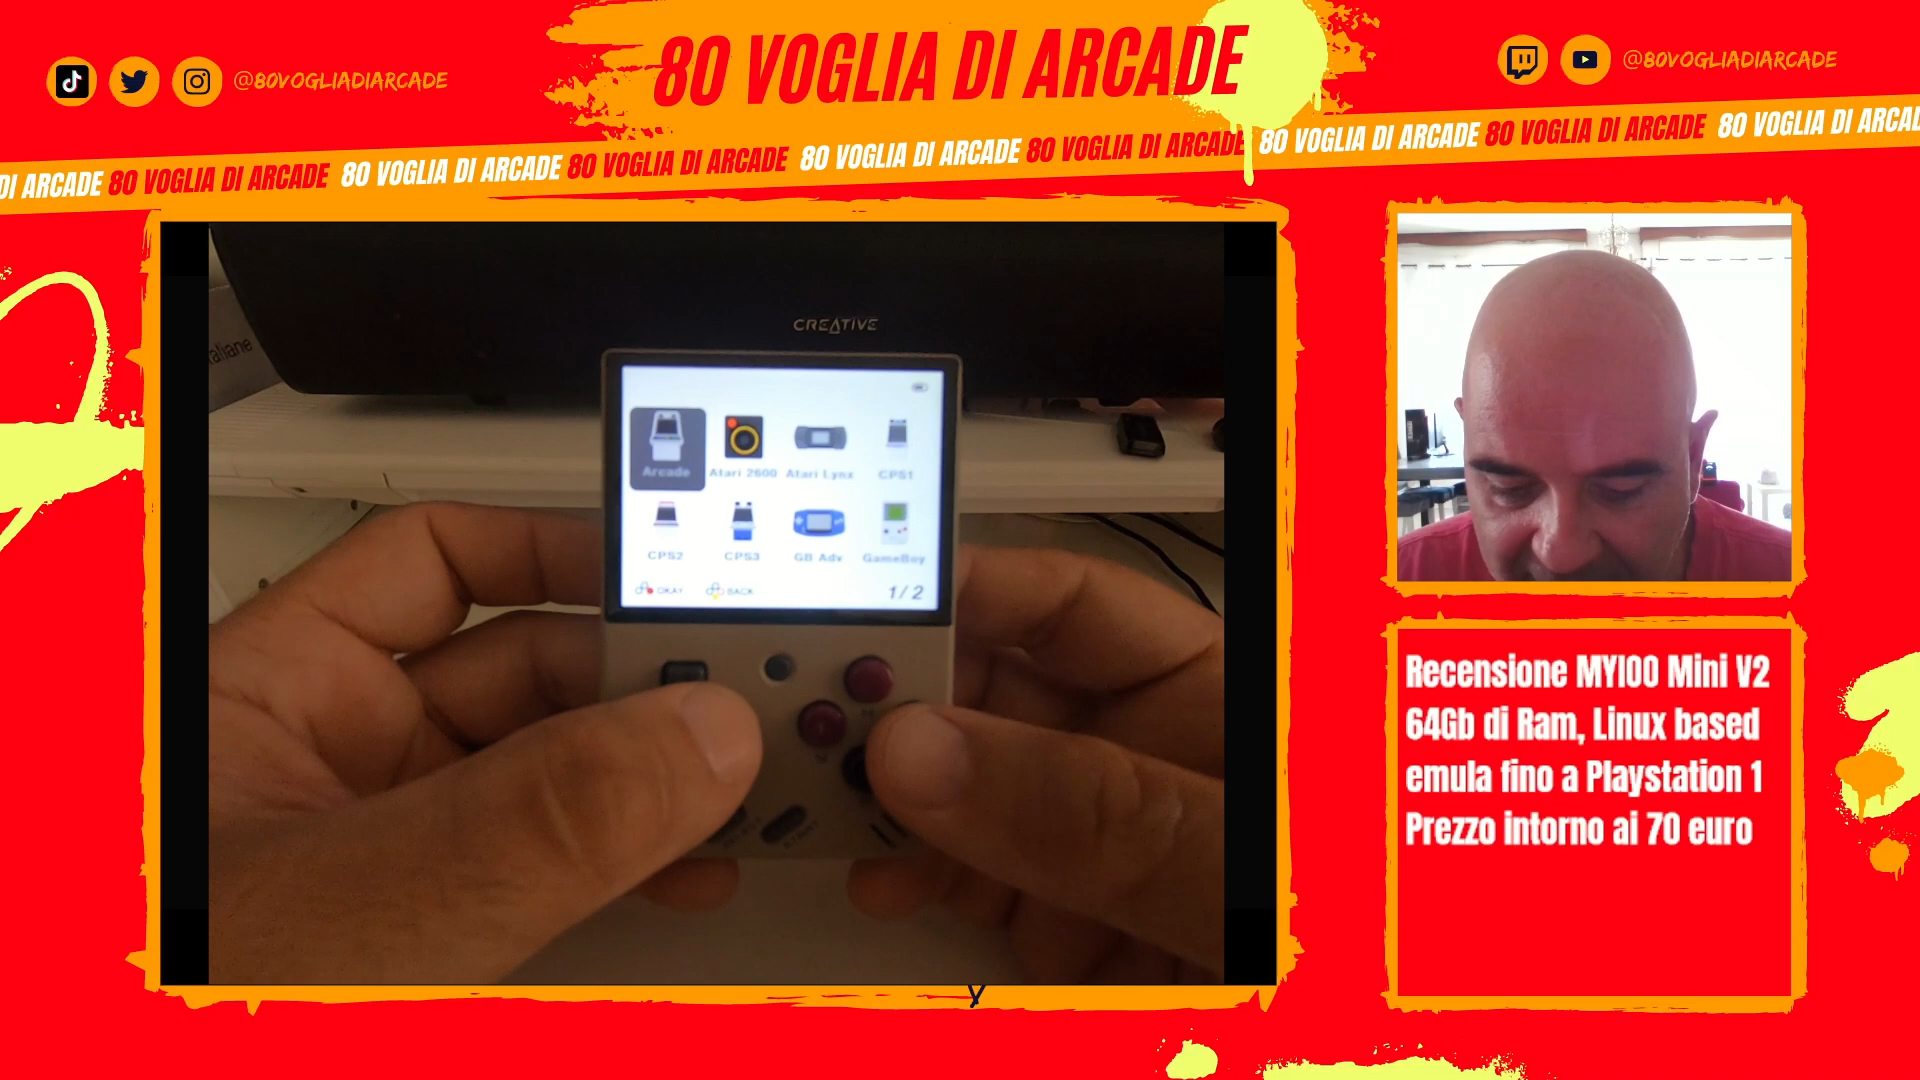 80 VOGLIA DI ARCADE
@80VOGLIADIARCADE
@80VOGLIADIARCADE
DI ARCADE 80 VOGLIA DI ARCADE 80 VOGLIA DI ARCADE 80 VOGLIA DI ARCADE 80 VOGLIA DI ARCADE 80 VOGLIA DI ARCADE 80 VOGLIA DI ARCADE 80 VOGLIA DI ARCADE 80 VOGLIA DI ARCAD
CREATIVE
aliane
Arcade Atari 2600 Atari Lynx CPS1
CPS2 CPS3 GB Adv GameBoy
OKAY BACK 1/2
Recensione MY100 Mini V2
64Gb di Ram, Linux based
emula fino a Playstation 1
Prezzo intorno ai 70 euro